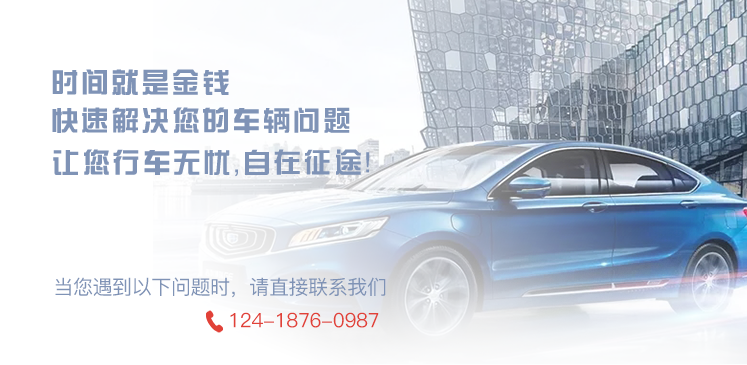 时间就是金钱
快速解决您的车辆问题
让您行车无忧,自在征途!
当您遇到以下问题时，请直接联系我们
124-1876-0987